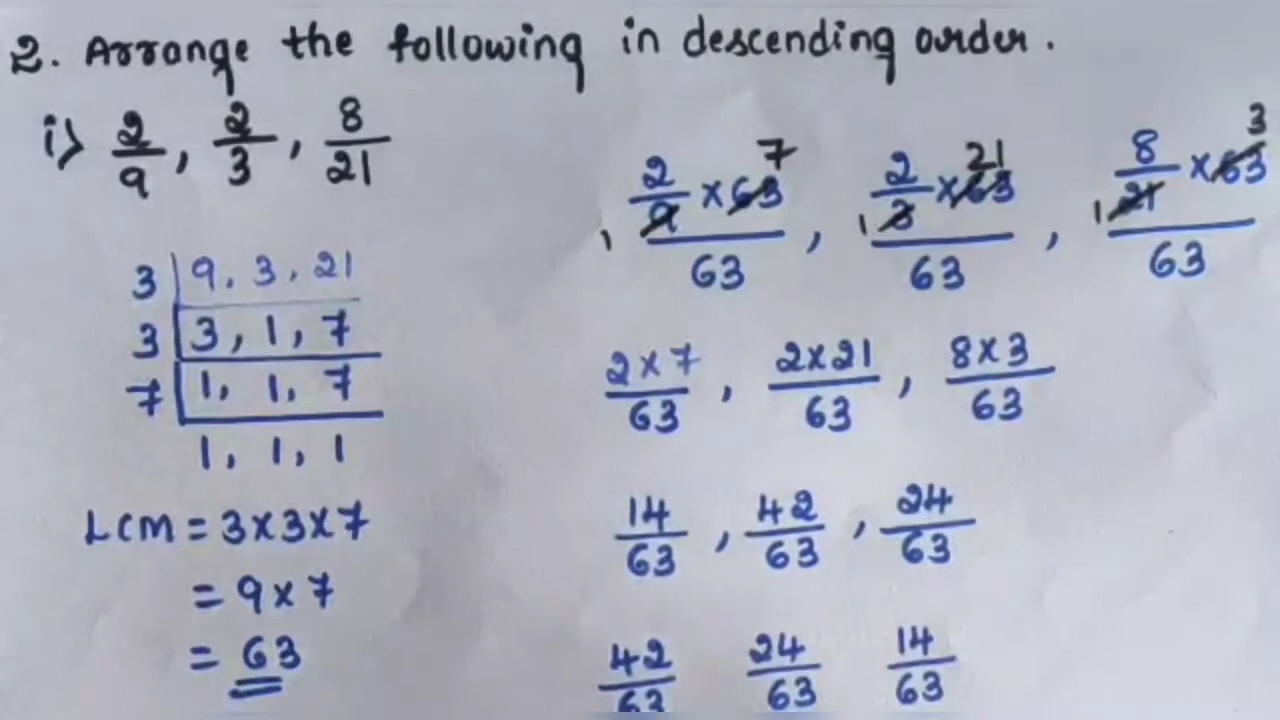 2. Arrange the following in descending order.
i) 2/9, 2/3, 8/21
3 | 9, 3, 21
3 | 3, 1, 7
7 | 1, 1, 7
1, 1, 1
LCM = 3×3×7
= 9×7
= 63
7 21 3
2/9 × 63 , 2/3 × 63 , 8/21 × 63
1 1 1
63 63 63
2×7/63 , 2×21/63 , 8×3/63
14/63 , 42/63 , 24/63
42/63 24/63 14/63